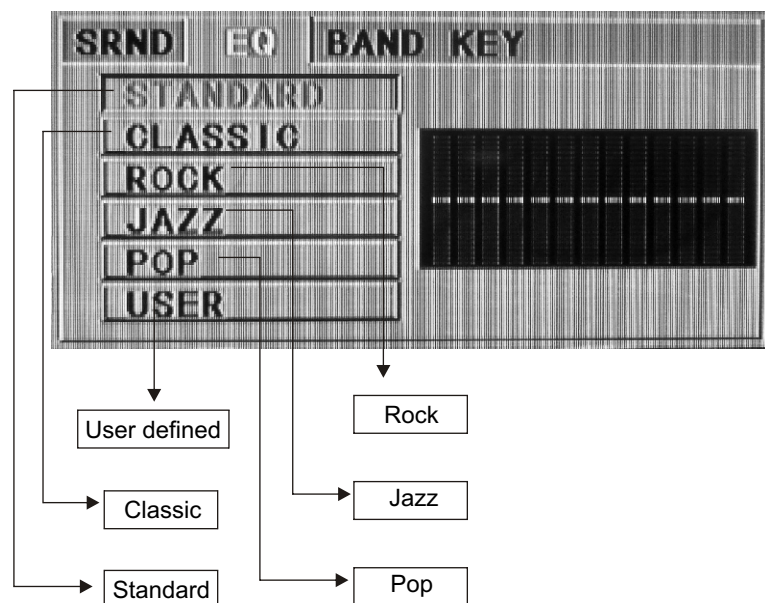 SRND EQ BAND KEY
STANDARD
CLASSIC
ROCK
JAZZ
POP
USER
User defined
Rock
Classic
Jazz
Standard
Pop